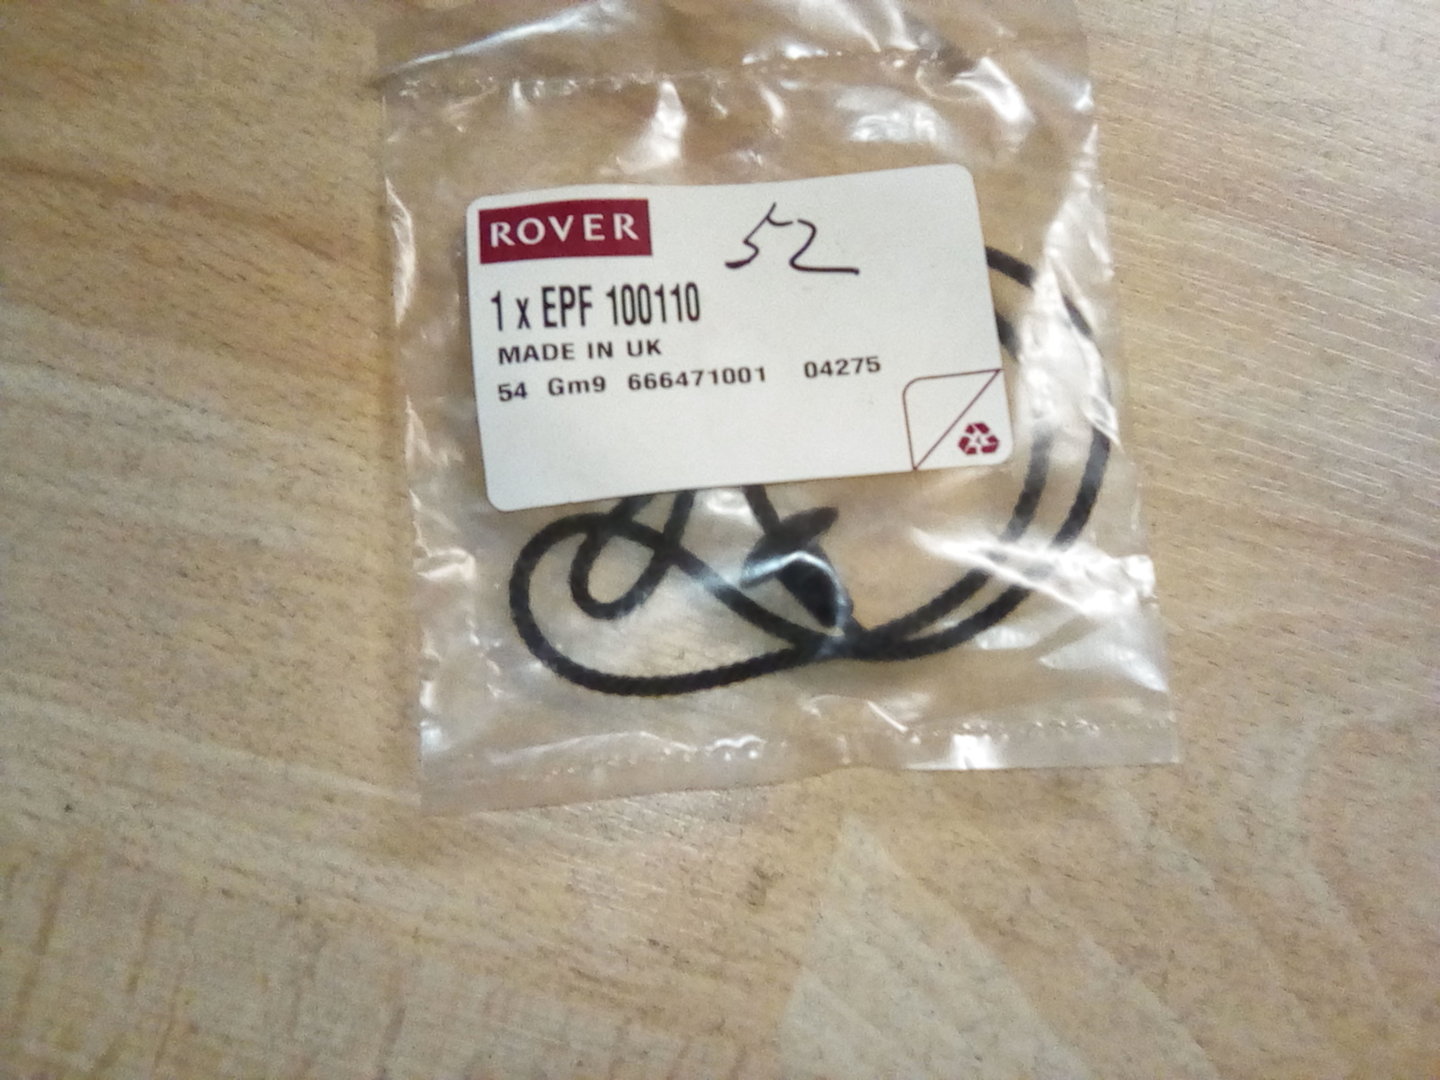 ROVER
52
1 x EPF 100110
MADE IN UK
54 Gm9 666471001 04275